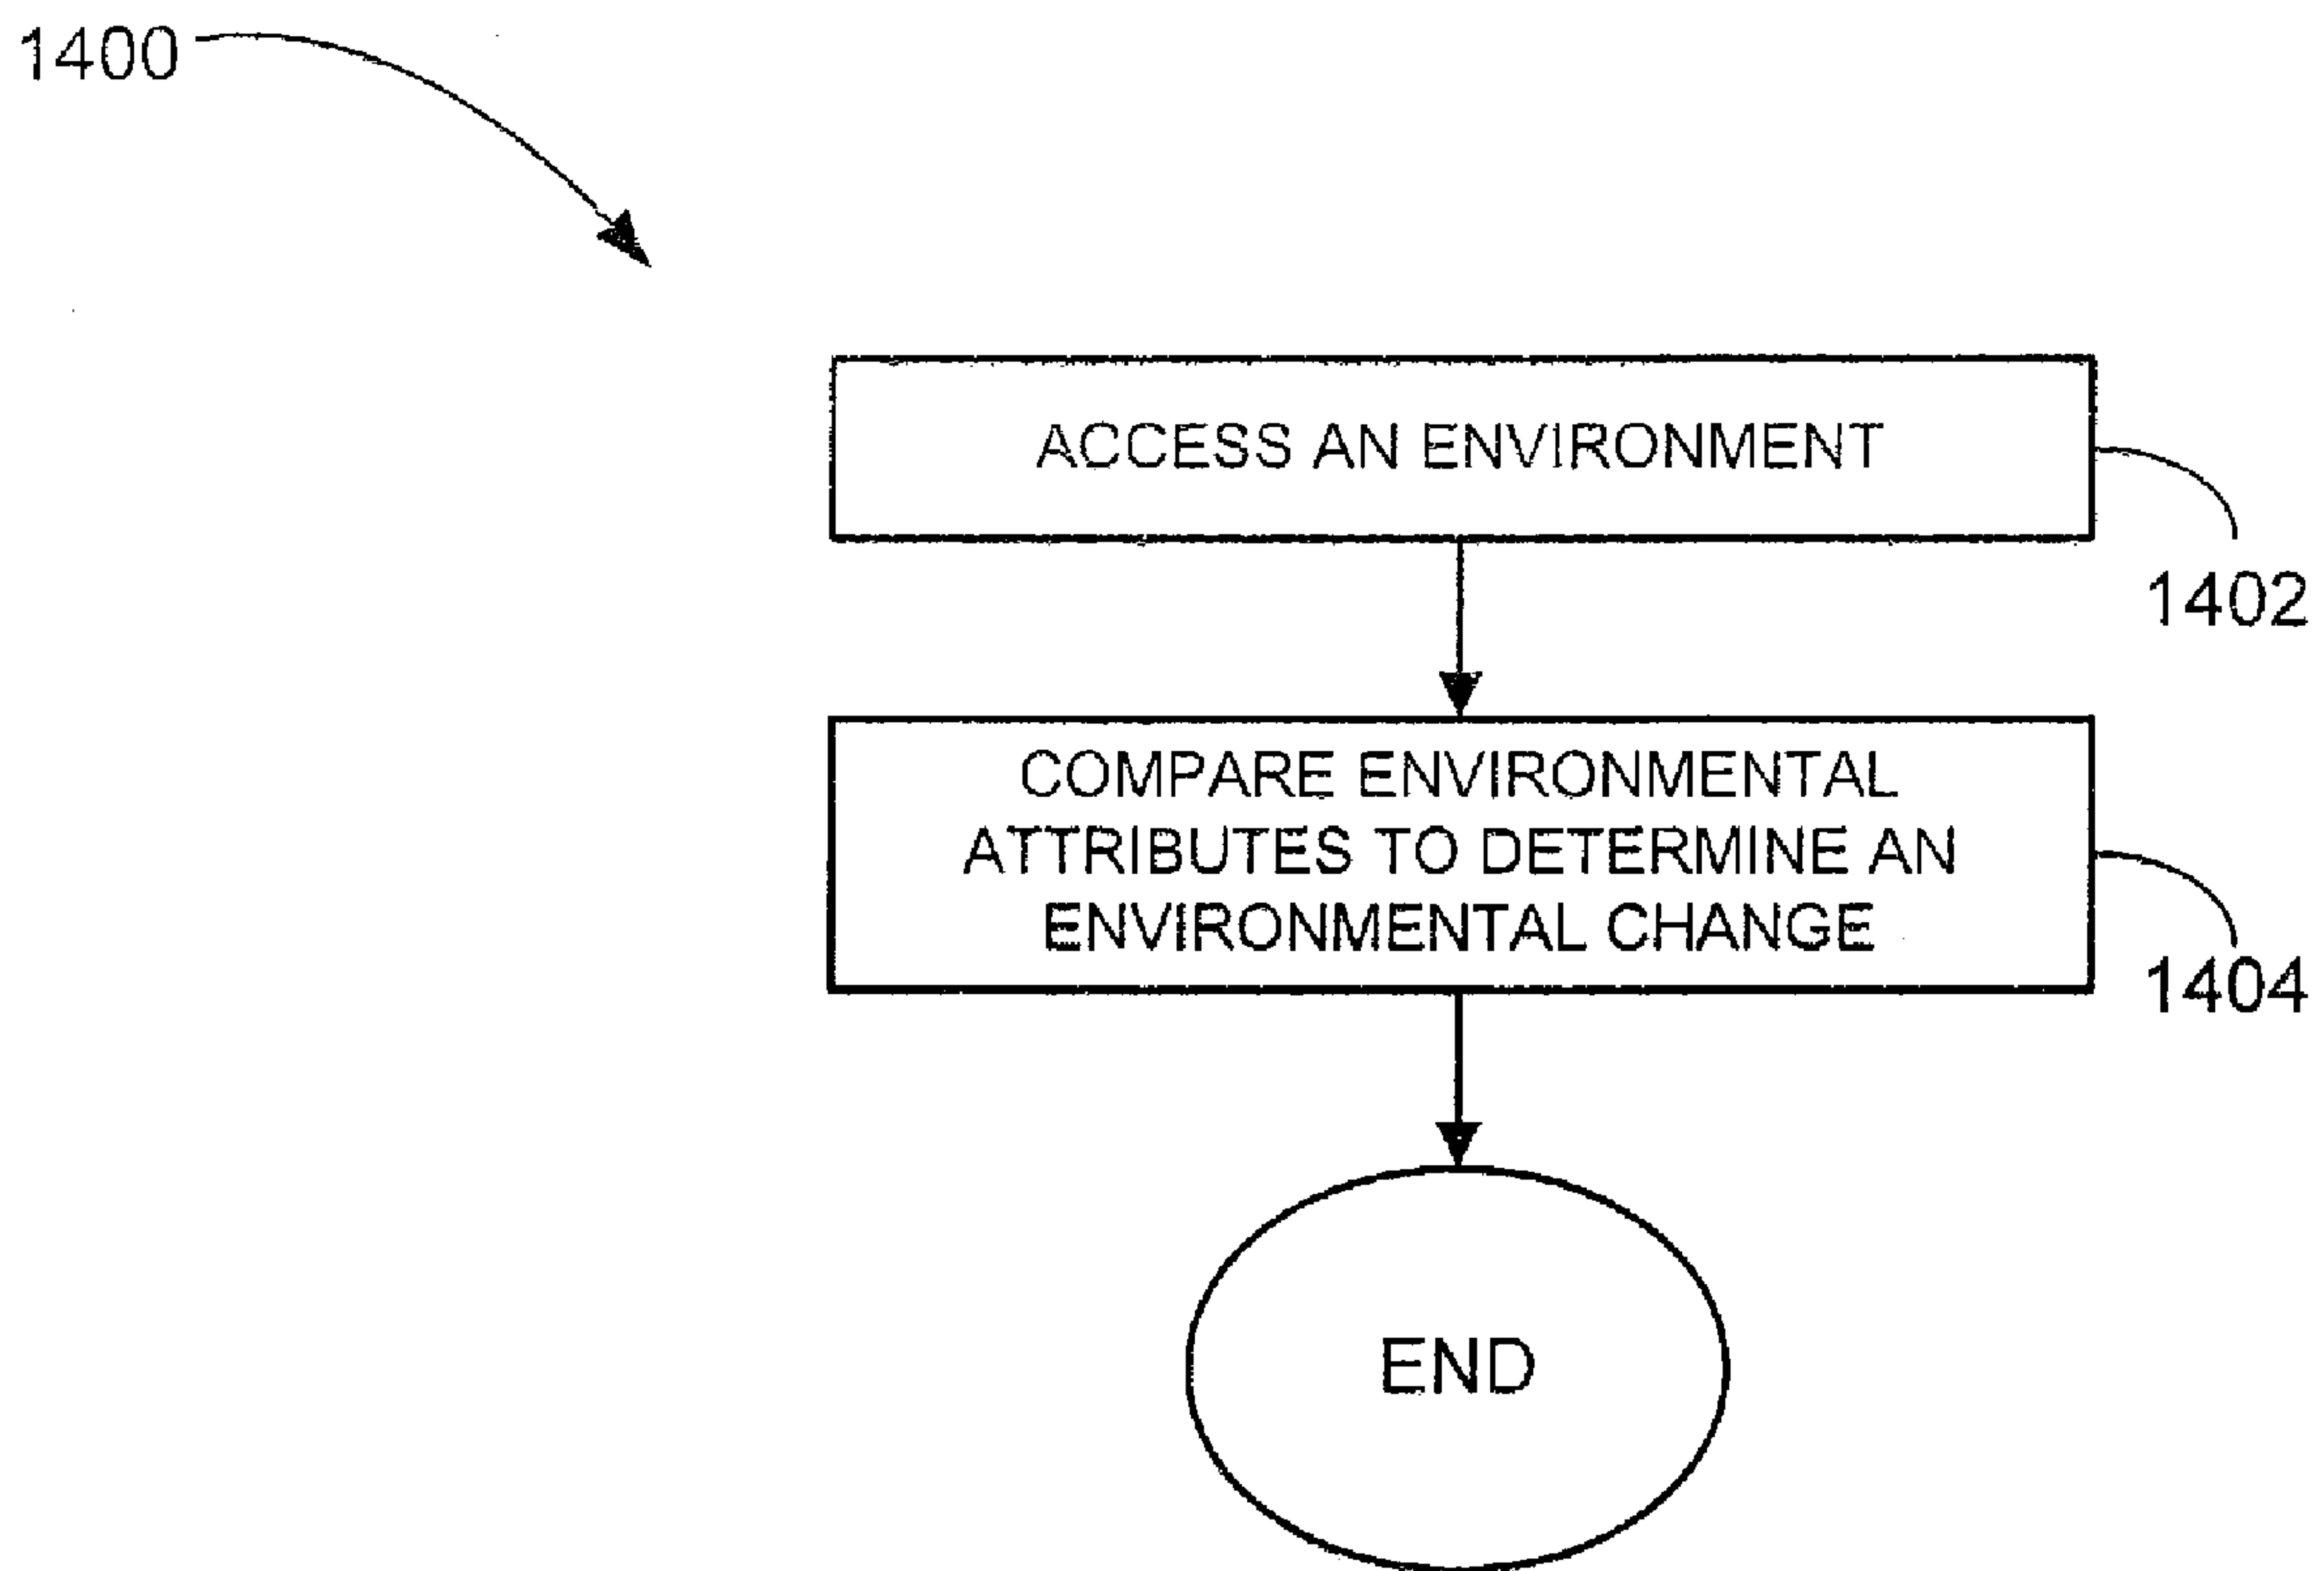 1400
ACCESS AN ENVIRONMENT
1402
COMPARE ENVIRONMENTAL
ATTRIBUTES TO DETERMINE AN
ENVIRONMENTAL CHANGE
1404
END